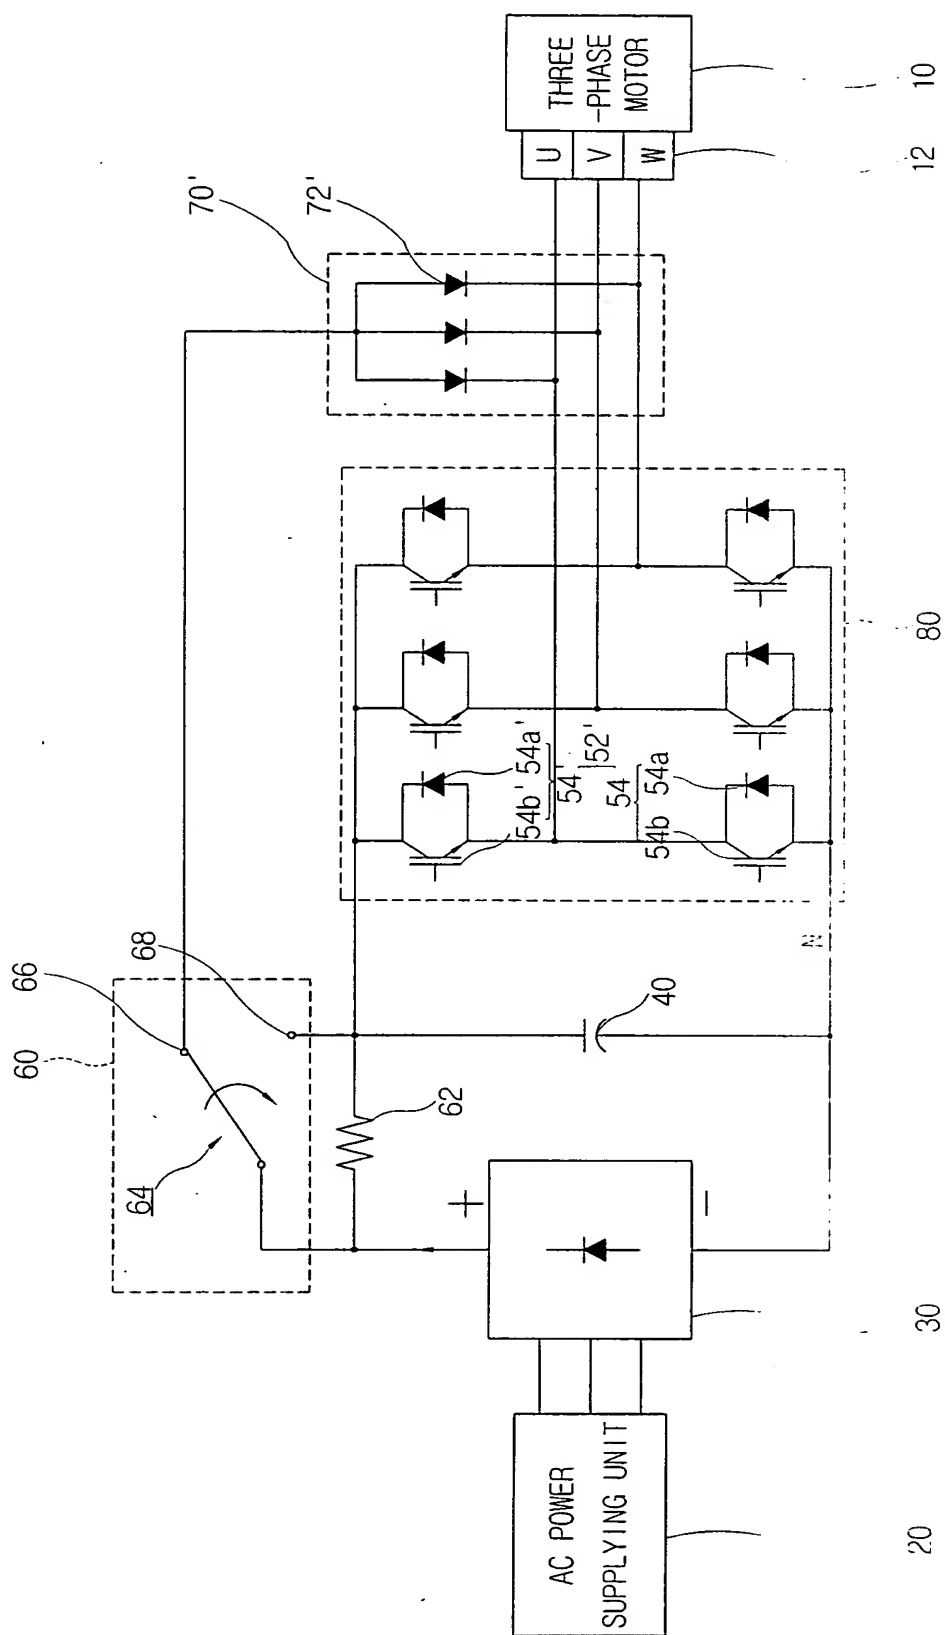 THREE
-PHASE
MOTOR
U
V
W
10
12
70'
72'
80
54b' 54a'
54'
52'
54
54b 54a
N
66
68
60
64
62
40
+
-
30
AC POWER
SUPPLYING UNIT
20